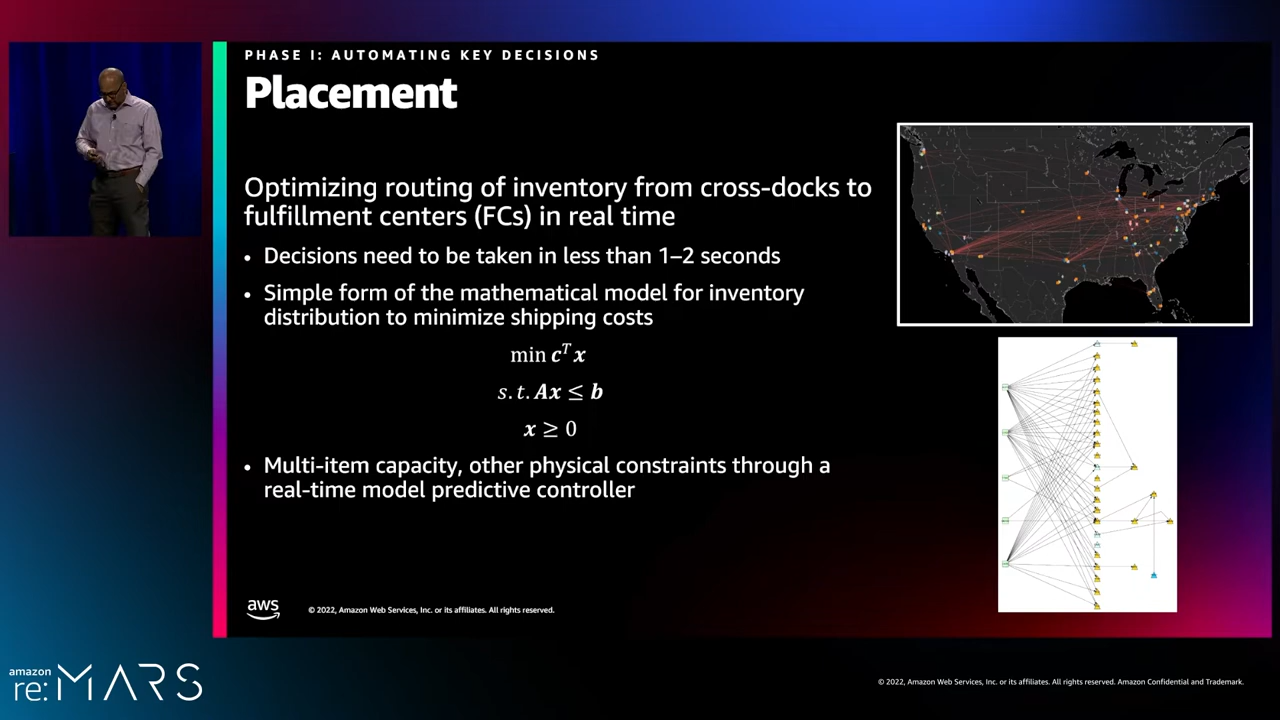 PHASE I: AUTOMATING KEY DECISIONS
Placement
Optimizing routing of inventory from cross-docks to
fulfillment centers (FCs) in real time
• Decisions need to be taken in less than 1–2 seconds
• Simple form of the mathematical model for inventory
distribution to minimize shipping costs
min cᵀx
s.t. Ax ≤ b
x ≥ 0
• Multi-item capacity, other physical constraints through a
real-time model predictive controller
aws
© 2022, Amazon Web Services, Inc. or its affiliates. All rights reserved.
amazon
re:MARS
© 2022, Amazon Web Services, Inc. or its affiliates. All rights reserved. Amazon Confidential and Trademark.